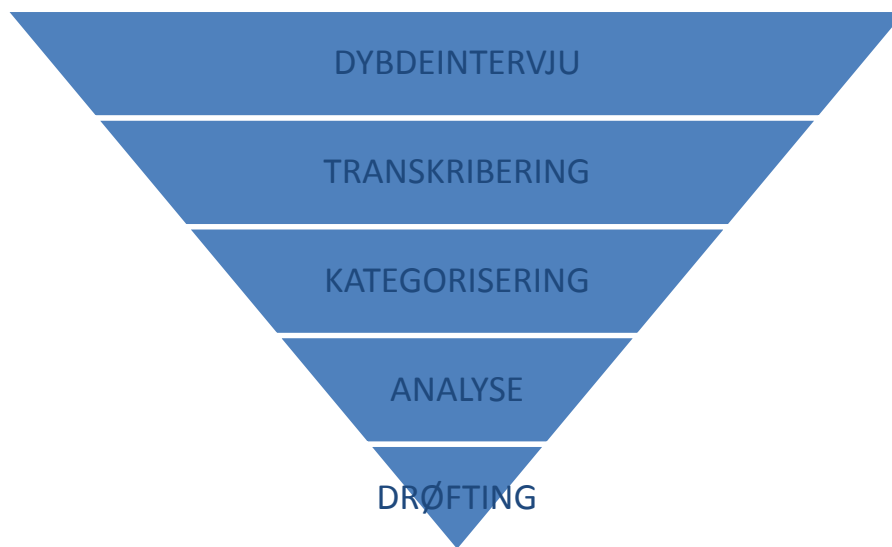 DYBDEINTERVJU
TRANSKRIBERING
KATEGORISERING
ANALYSE
DRØFTING